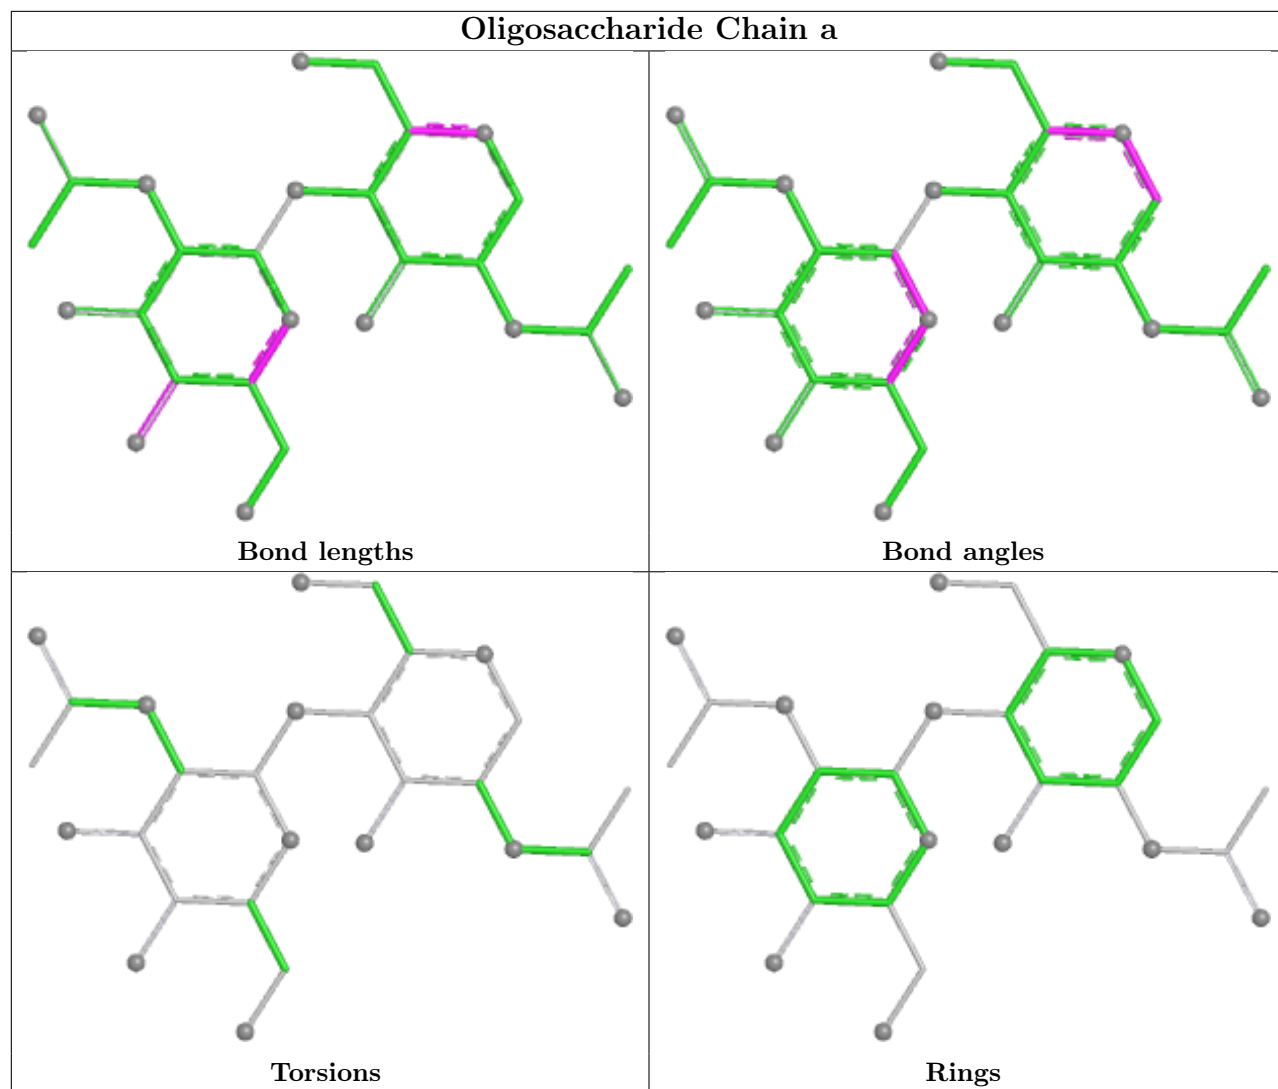 Oligosaccharide Chain a
Bond lengths
Bond angles
Torsions
Rings